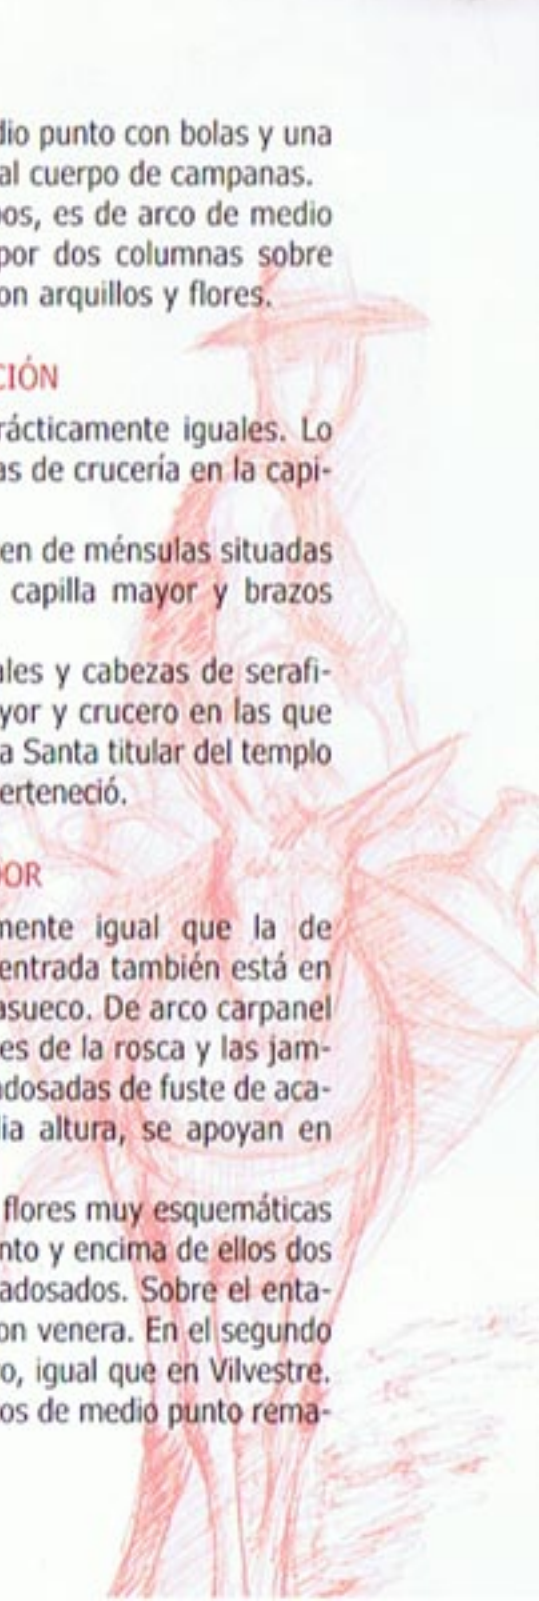 dio punto con bolas y una
al cuerpo de campanas.
pos, es de arco de medio
por dos columnas sobre
on arquillos y flores.
CIÓN
rácticamente iguales. Lo
as de crucería en la capi-
en de ménsulas situadas
capilla mayor y brazos
ales y cabezas de serafi-
yor y crucero en las que
a Santa titular del templo
erteneció.
DOR
mente igual que la de
entrada también está en
asueco. De arco carpanel
es de la rosca y las jam-
adosadas de fuste de aca-
dia altura, se apoyan en
flores muy esquemáticas
nto y encima de ellos dos
adosados. Sobre el enta-
on venera. En el segundo
o, igual que en Vilvestre.
os de medio punto rema-